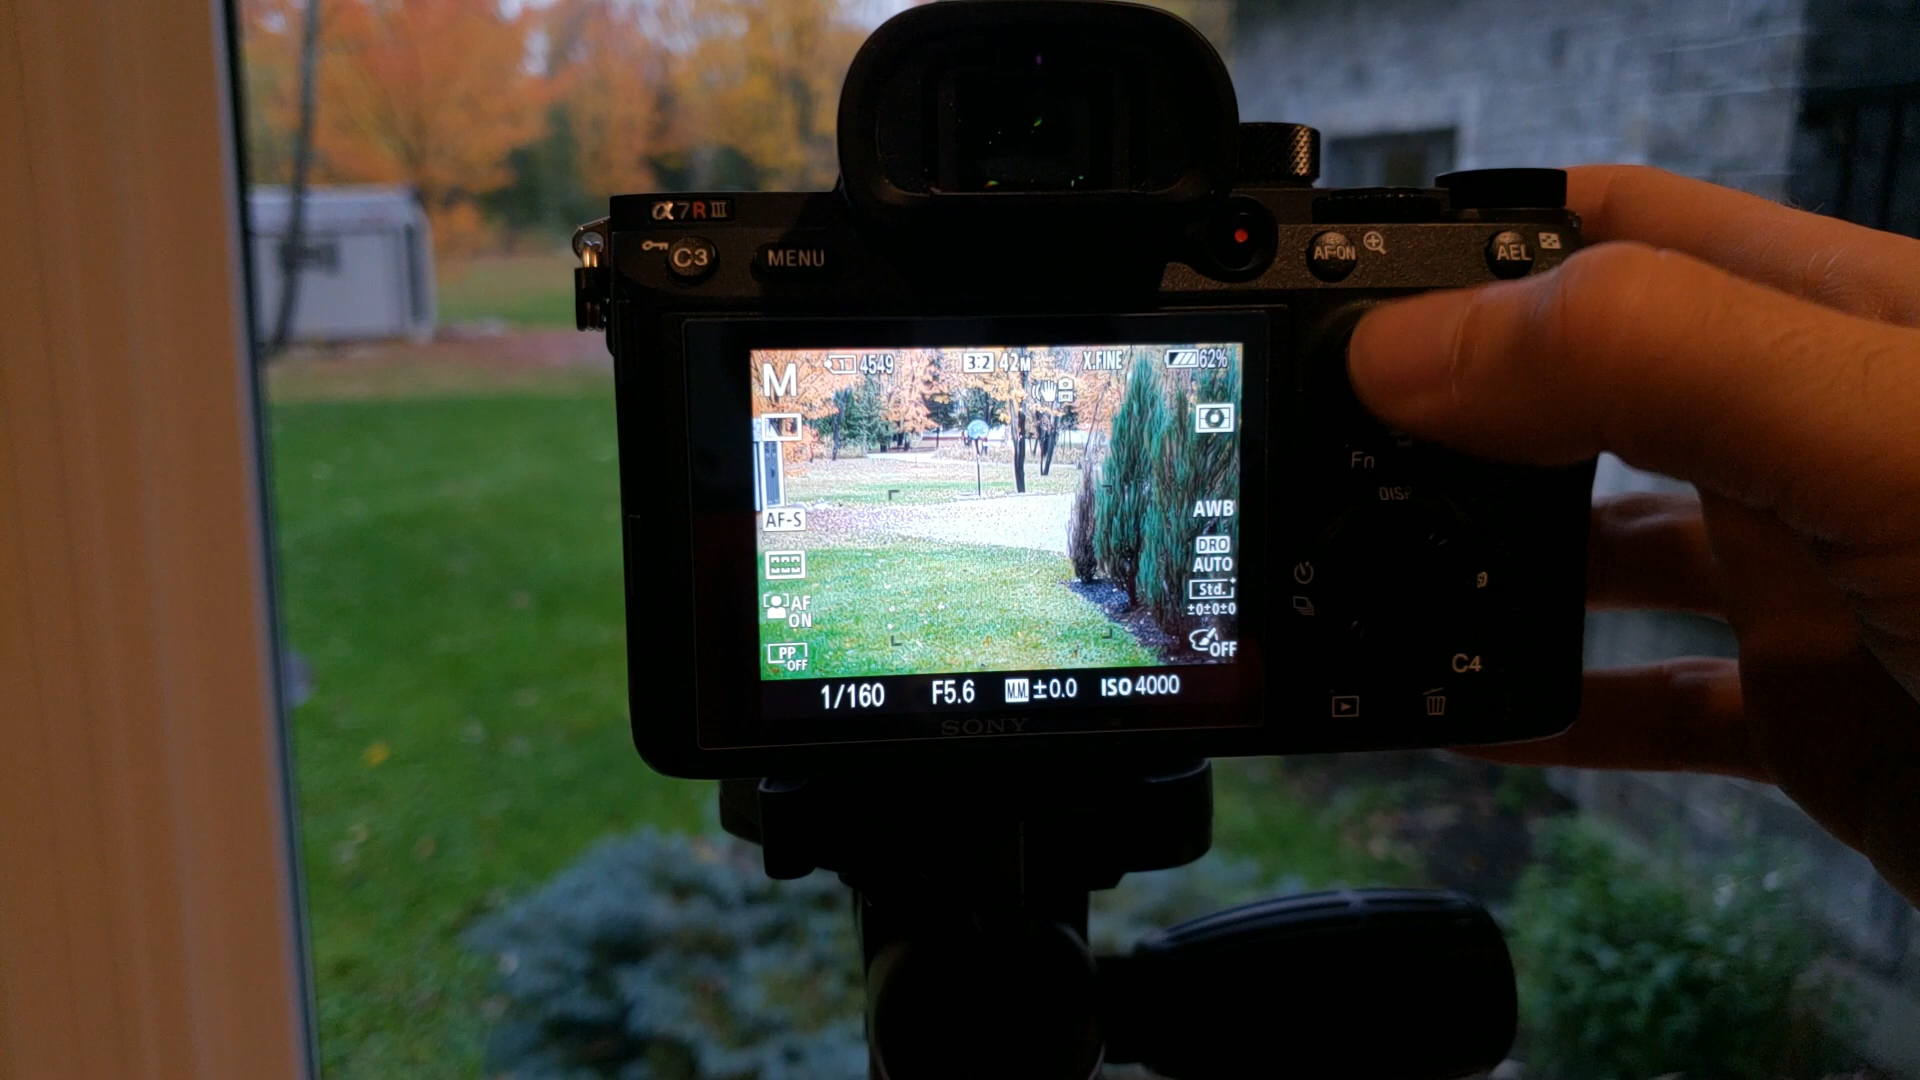 α7RIII
C3
MENU
AF-ON
AEL
M
1 4549
3:2 42M
X.FINE
62%
AF-S
AF
ON
PP
OFF
AWB
DRO
AUTO
Std.
±0±0±0
OFF
1/160 F5.6 M.M. ±0.0 ISO 4000
SONY
Fn
DISP
C4